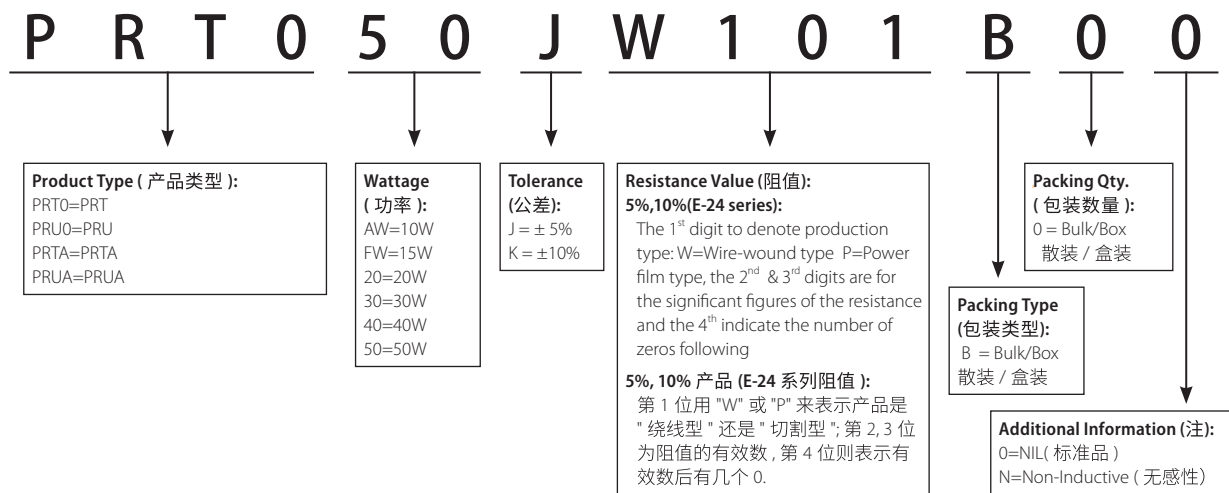 P R T 0 5 0 J W 1 0 1 B 0 0
Product Type ( 产品类型 ):
PRT0=PRT
PRU0=PRU
PRTA=PRTA
PRUA=PRUA
Wattage
( 功率 ):
AW=10W
FW=15W
20=20W
30=30W
40=40W
50=50W
Tolerance
(公差):
J = ± 5%
K = ±10%
Resistance Value (阻值):
5%,10%(E-24 series):
The 1st digit to denote production
type: W=Wire-wound type P=Power
film type, the 2nd & 3rd digits are for
the significant figures of the resistance
and the 4th indicate the number of
zeros following
5%, 10% 产品 (E-24 系列阻值 ):
第 1 位用 "W" 或 "P" 来表示产品是
" 绕线型 " 还是 " 切割型 "; 第 2, 3 位
为阻值的有效数 , 第 4 位则表示有
效数后有几个 0.
Packing Type
(包装类型):
B = Bulk/Box
散装 / 盒装
Packing Qty.
( 包装数量 ):
0 = Bulk/Box
散装 / 盒装
Additional Information (注):
0=NIL( 标准品 )
N=Non-Inductive ( 无感性)